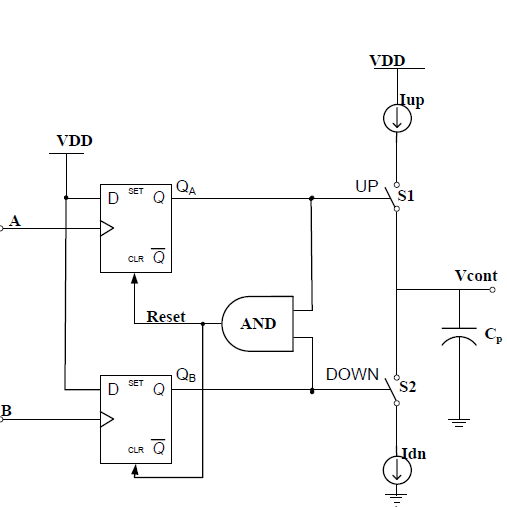 VDD
Iup
VDD
UP
S1
SET
D
Q
QA
A
CLR
Q
Vcont
Reset
AND
Cp
DOWN
S2
SET
D
Q
QB
B
CLR
Q
Idn